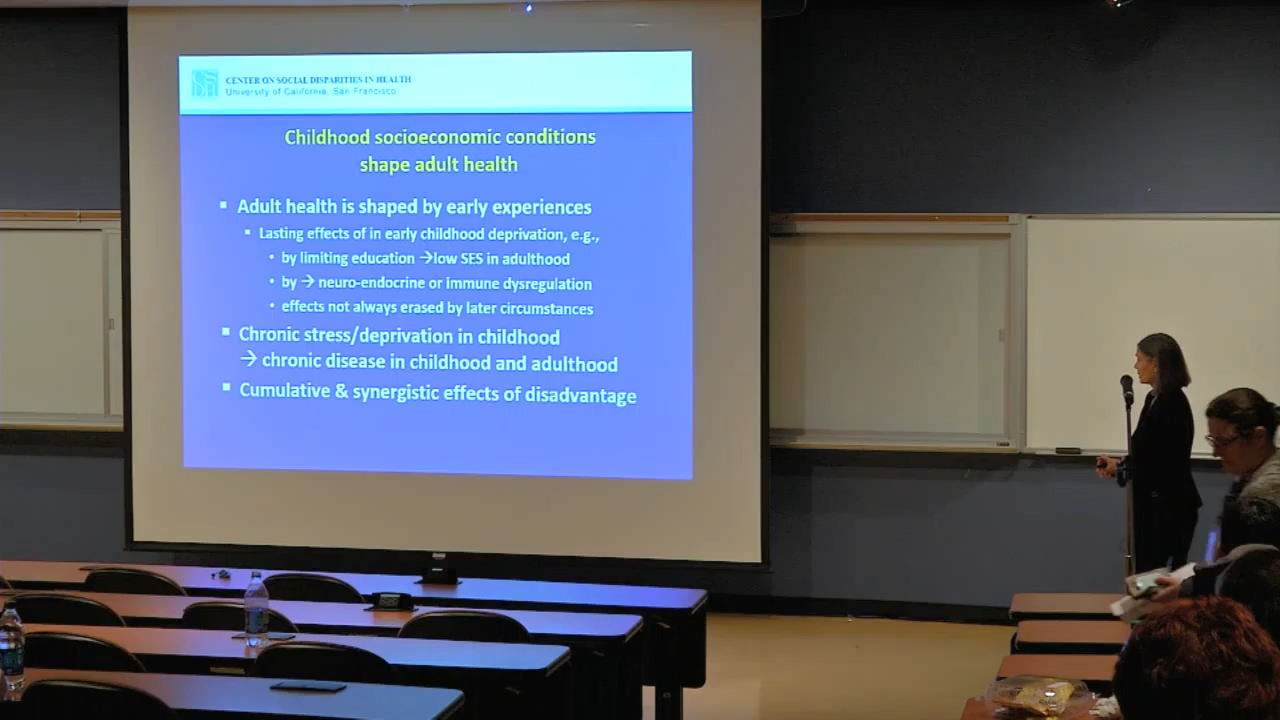 CSDH
CENTER ON SOCIAL DISPARITIES IN HEALTH
University of California, San Francisco
Childhood socioeconomic conditions
shape adult health
▪ Adult health is shaped by early experiences
▪ Lasting effects of in early childhood deprivation, e.g.,
• by limiting education →low SES in adulthood
• by → neuro-endocrine or immune dysregulation
• effects not always erased by later circumstances
▪ Chronic stress/deprivation in childhood
→ chronic disease in childhood and adulthood
▪ Cumulative & synergistic effects of disadvantage